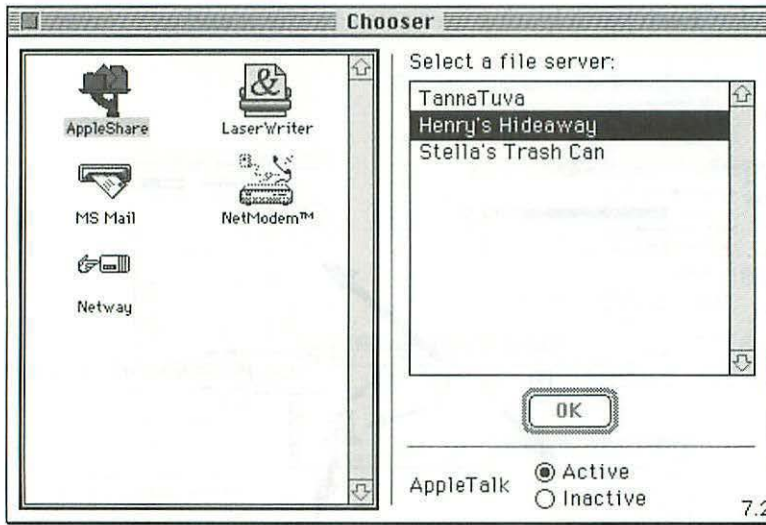 Chooser
AppleShare
LaserWriter
MS Mail
NetModem™
Netway
Select a file server:
TannaTuva
Henry's Hideaway
Stella's Trash Can
OK
AppleTalk
Active
Inactive
7.2